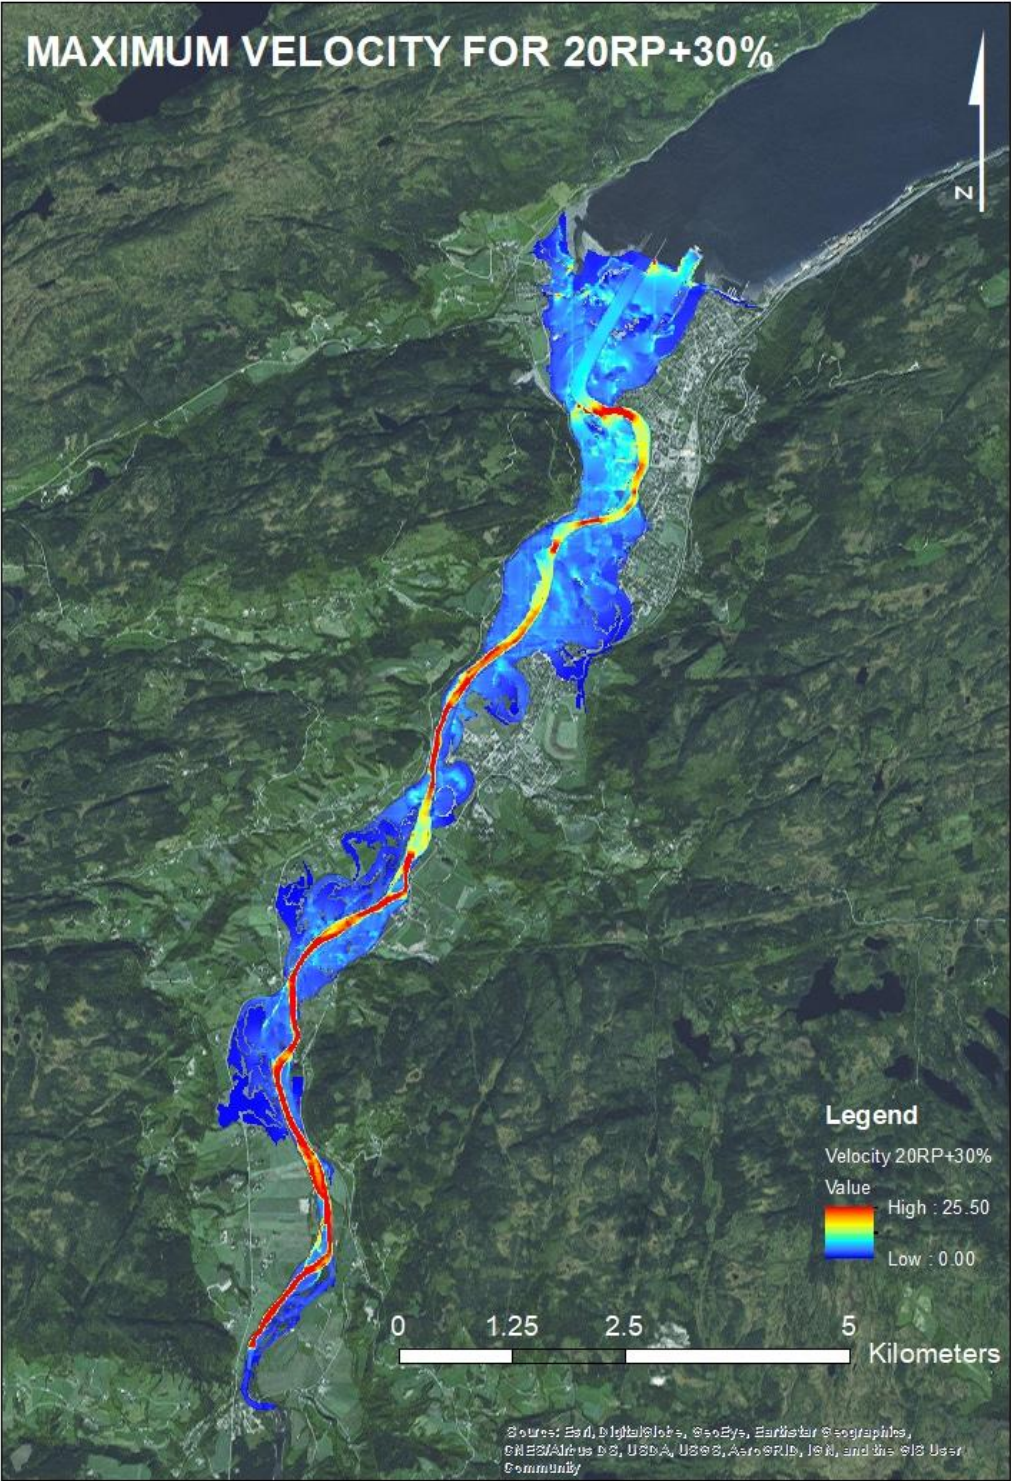 MAXIMUM VELOCITY FOR 20RP+30%
N
Legend
Velocity 20RP+30%
Value
High : 25.50
Low : 0.00
0 1.25 2.5 5
Kilometers
Source: Esri, DigitalGlobe, GeoEye, Earthstar Geographics,
CNES/Airbus DS, USDA, USGS, AeroGRID, IGN, and the GIS User
Community